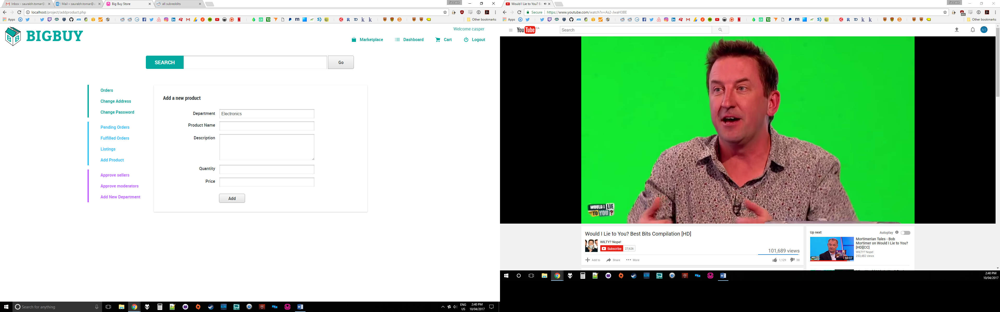 Inbox - saurabh.tomar@
Mail – saurabh.tomar@u
Big Buy Store
all subreddits
Saurabh
localhost/project/addproduct.php
Apps
Other bookmarks
BIGBUY
Welcome casper
Marketplace
Dashboard
Cart
Logout
SEARCH
Go
Orders
Change Address
Change Password
Pending Orders
Fulfilled Orders
Listings
Add Product
Approve sellers
Approve moderators
Add New Department
Add a new product
Department
Electronics
Product Name
Description
Quantity
Price
Add
Search for anything
ENG
US
2:40 PM
10/04/2017
Would I Lie to You? B
Saurabh
Secure
https://www.youtube.com/watch?v=As2-JwaH3BE
Apps
Other bookmarks
YouTube CA
Search
WOULD I LIE
TO YOU?
Would I Lie to You? Best Bits Compilation [HD]
WILTY? Nope!
Subscribe
27,626
101,689 views
Add to
Share
More
1,129
38
Up next
Autoplay
Mortimerian Tales - Bob
Mortimer on Would I Lie to You?
[HD][CC]
WILTY? Nope!
253,482 views
50:37
2:40 PM
10/04/2017